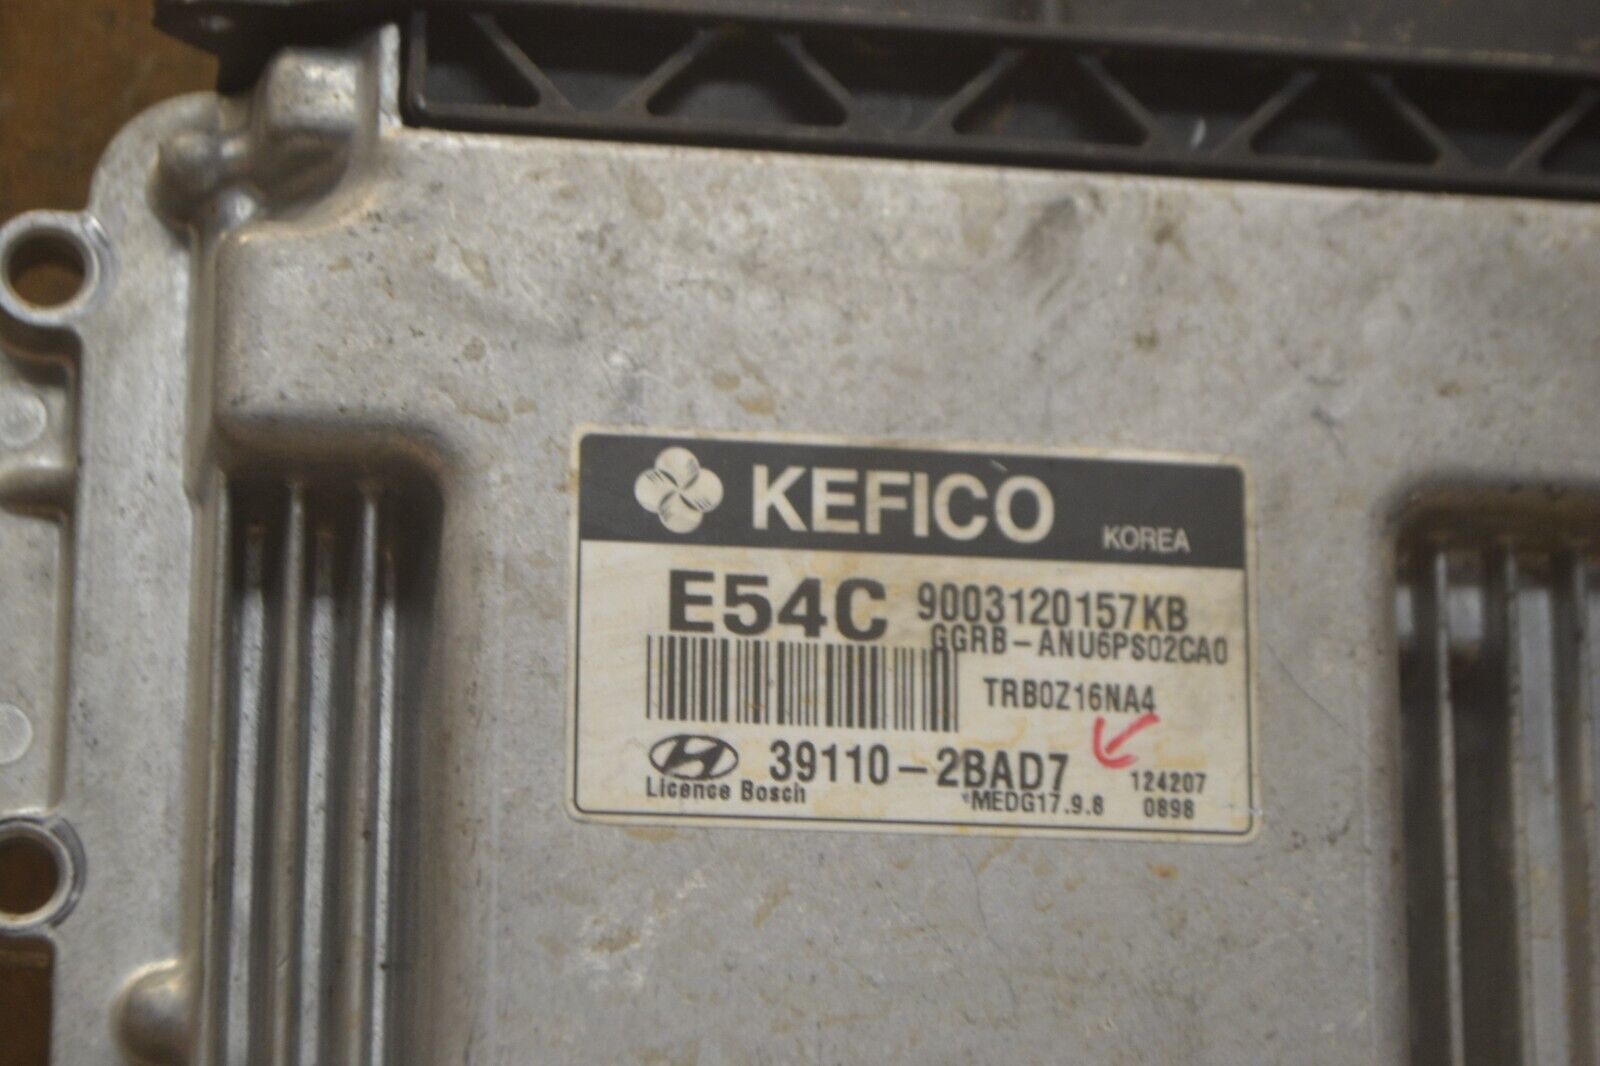 KEFICO KOREA
E54C 9003120157KB
GGRB-ANU6PS02CA0
TRB0Z16NA4
39110-2BAD7 124207
Licence Bosch MEDG17.9.8 0898